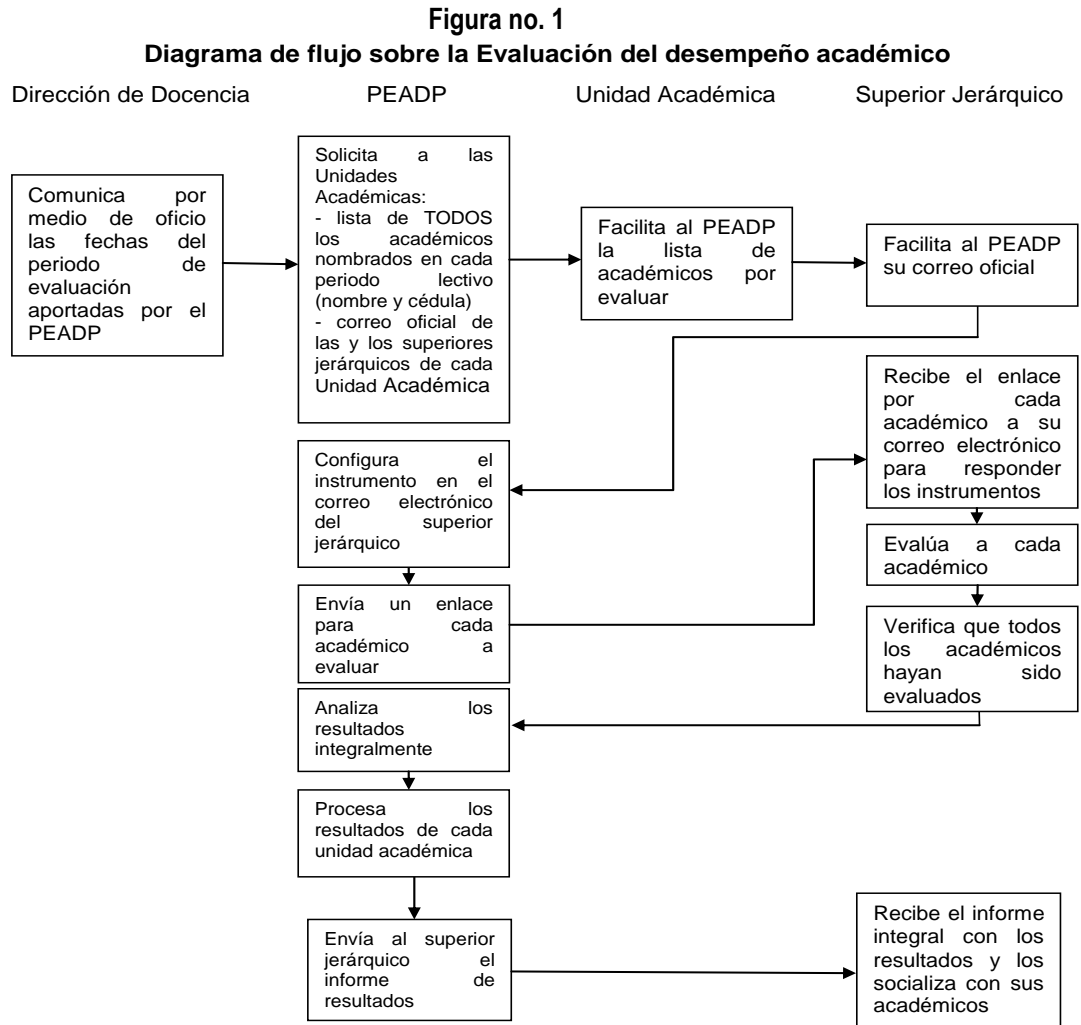 Figura no. 1
Diagrama de flujo sobre la Evaluación del desempeño académico
Dirección de Docencia
PEADP
Unidad Académica
Superior Jerárquico
Comunica por
medio de oficio
las fechas del
periodo de
evaluación
aportadas por el
PEADP
Solicita a las
Unidades
Académicas:
- lista de TODOS
los académicos
nombrados en cada
periodo lectivo
(nombre y cédula)
- correo oficial de
las y los superiores
jerárquicos de cada
Unidad Académica
Facilita al PEADP
la lista de
académicos por
evaluar
Facilita al PEADP
su correo oficial
Configura el
instrumento en el
correo electrónico
del superior
jerárquico
Envía un enlace
para cada
académico a
evaluar
Recibe el enlace
por cada
académico a su
correo electrónico
para responder
los instrumentos
Evalúa a cada
académico
Verifica que todos
los académicos
hayan sido
evaluados
Analiza los
resultados
integralmente
Procesa los
resultados de cada
unidad académica
Envía al superior
jerárquico el
informe de
resultados
Recibe el informe
integral con los
resultados y los
socializa con sus
académicos